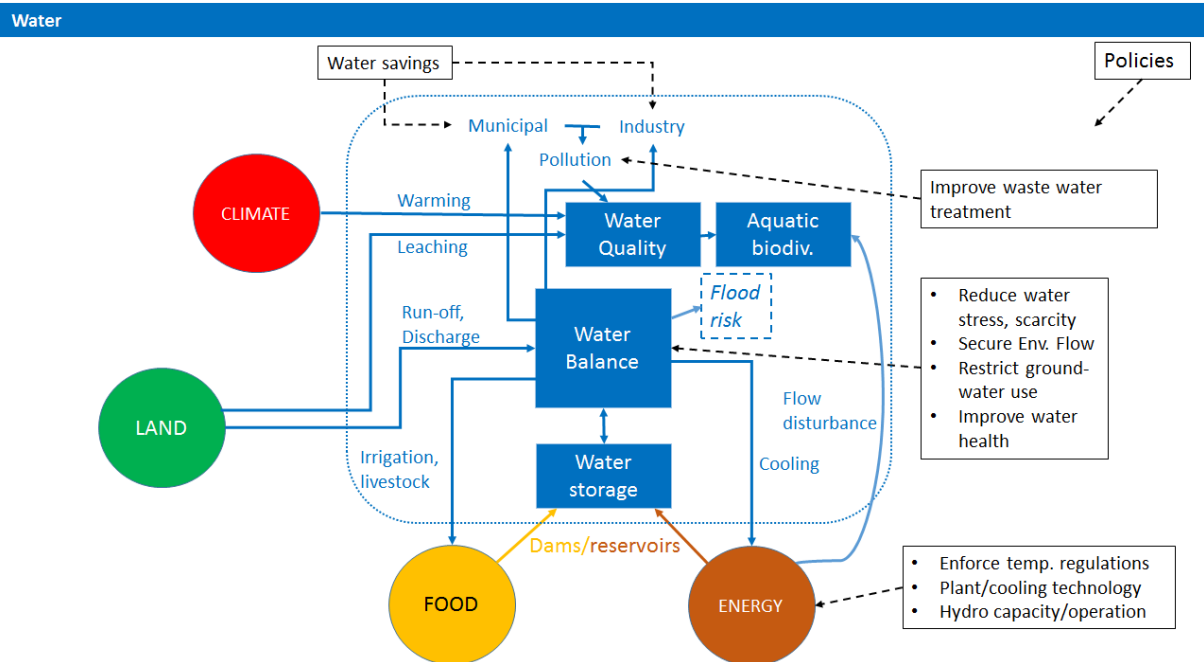 Water
Water savings
Policies
Municipal
Industry
Pollution
Improve waste water
treatment
CLIMATE
Warming
Leaching
Water
Quality
Aquatic
biodiv.
Flood
risk
Run-off,
Discharge
Water
Balance
• Reduce water
stress, scarcity
• Secure Env. Flow
• Restrict ground-
water use
• Improve water
health
LAND
Flow
disturbance
Irrigation,
livestock
Water
storage
Cooling
Dams/reservoirs
FOOD
ENERGY
• Enforce temp. regulations
• Plant/cooling technology
• Hydro capacity/operation